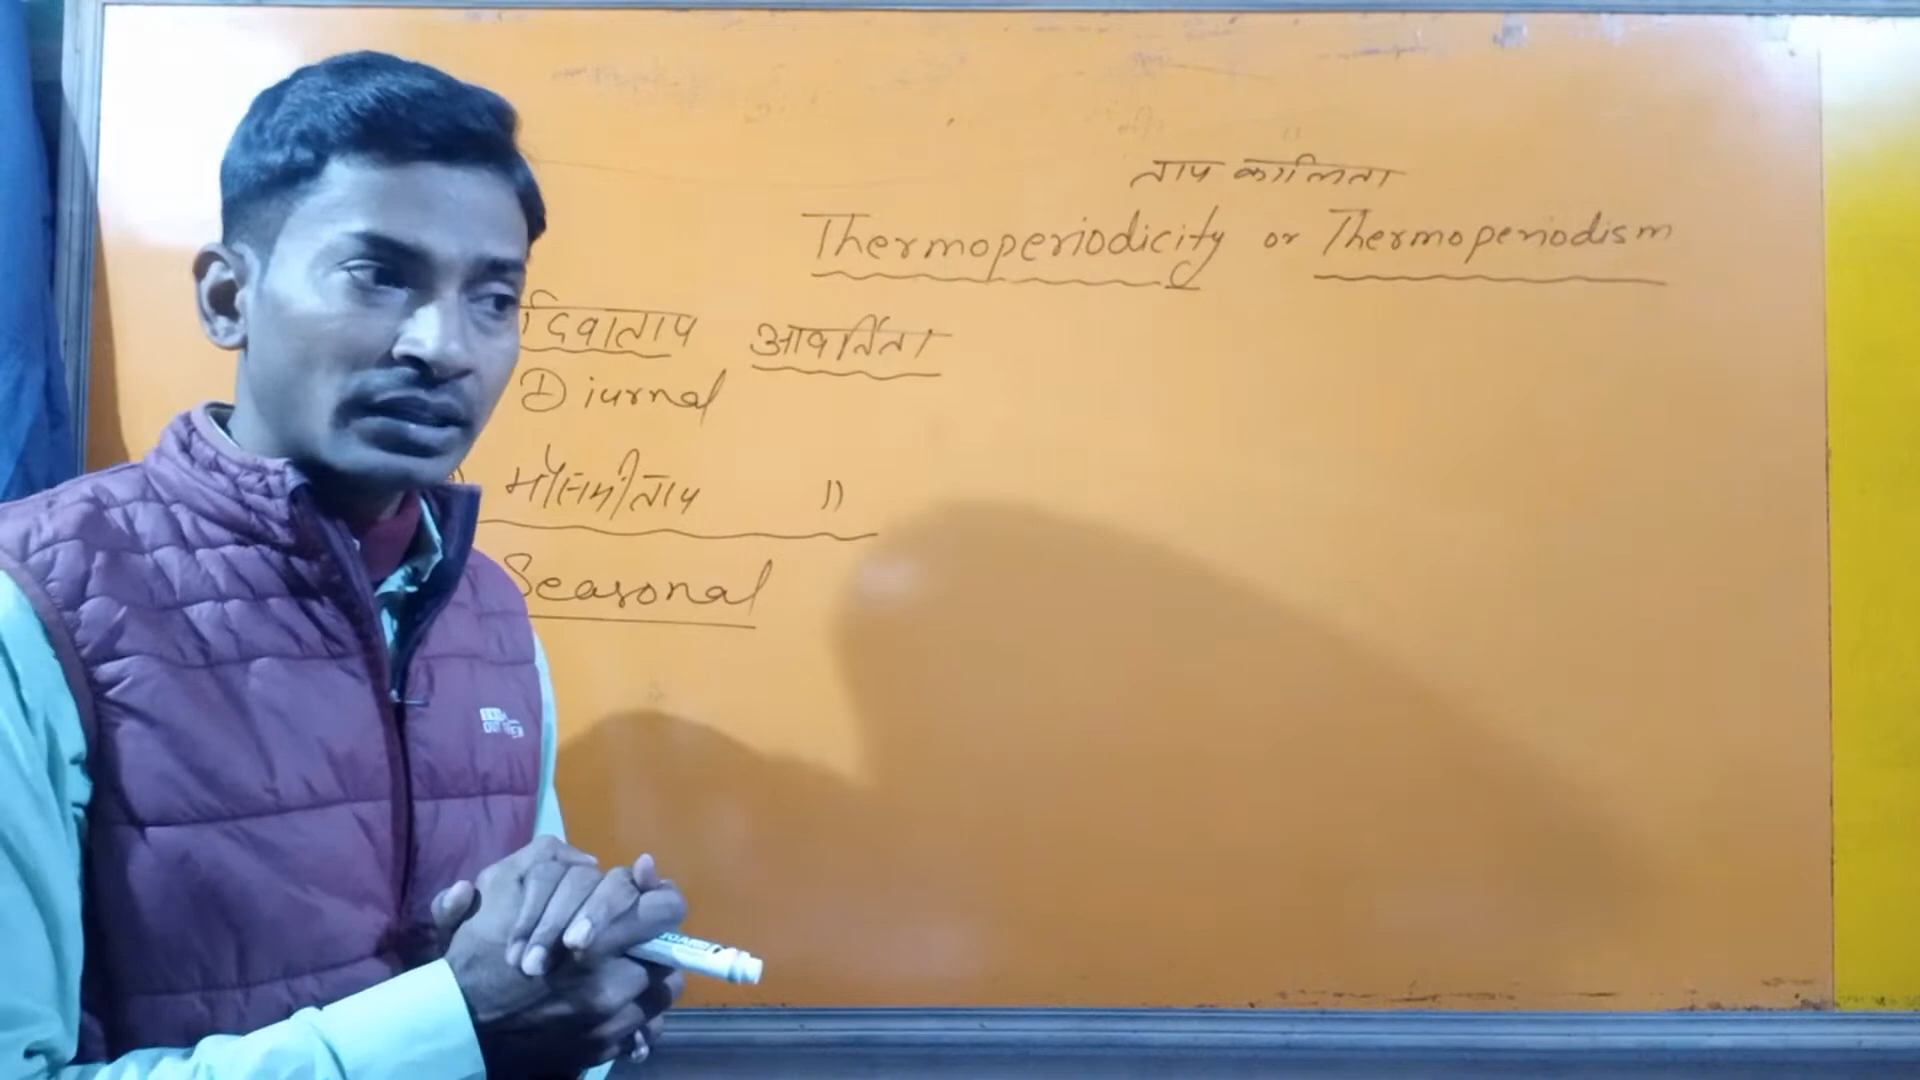 ताप कालिता
Thermoperiodicity or Thermoperiodism
दिवाताप आवर्तिता
Diurnal
मौसमी ताप "
Seasonal